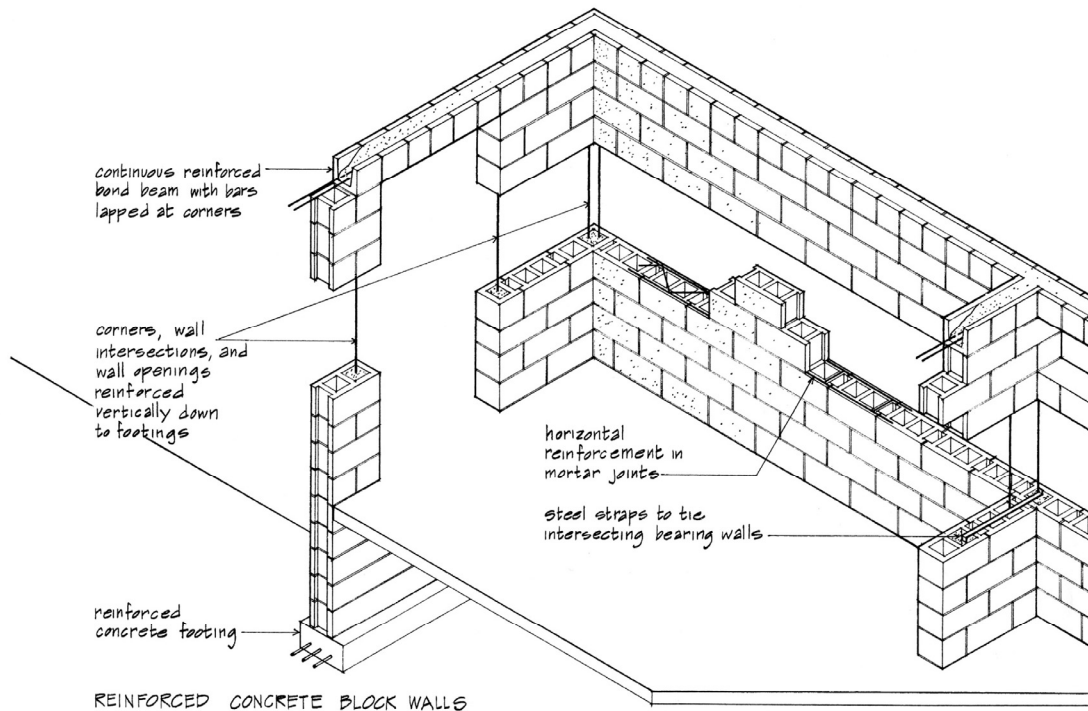 continuous reinforced
bond beam with bars
lapped at corners
corners, wall
intersections, and
wall openings
reinforced
vertically down
to footings
horizontal
reinforcement in
mortar joints
steel straps to tie
intersecting bearing walls
reinforced
concrete footing
REINFORCED CONCRETE BLOCK WALLS